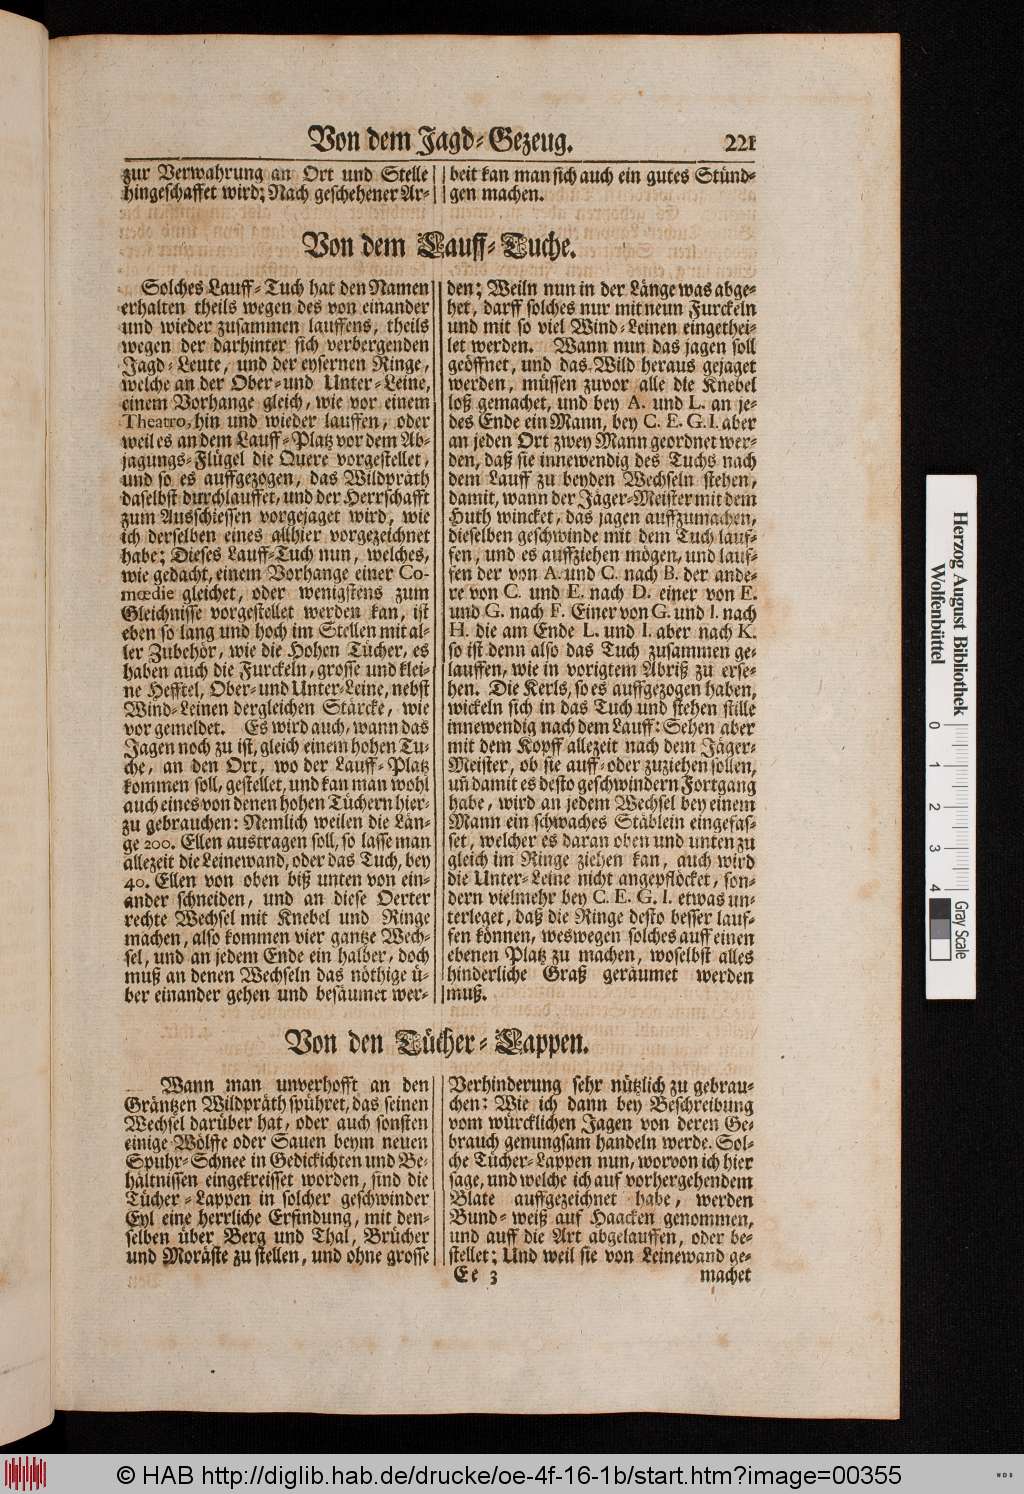 Von dem Jagd-Gezeug. 221
zur Verwahrung an Ort und Stelle
hingeschaffet wird; Nach geschehener Ar-
beit kan man sich auch ein gutes Stünd-
gen machen.
Von dem Lauff-Tuche.
Solches Lauff-Tuch hat den Namen
erhalten theils wegen des von einander
und wieder zusammen lauffens, theils
wegen der darhinter sich verbergenden
Jagd-Leute, und der eysernen Ringe,
welche an der Ober-und Unter-Leine,
einem Vorhange gleich, wie vor einem
Theatro, hin und wieder lauffen, oder
weil es an dem Lauff-Platz vor dem Ab-
jagungs-Flügel die Quere vorgestellet,
und so es auffgezogen, das Wildpräth
daselbst durchlauffet, und der Herrschafft
zum Ausschiessen vorgejaget wird, wie
ich derselben eines allhier vorgezeichnet
habe; Dieses Lauff-Tuch nun, welches,
wie gedacht, einem Vorhange einer Co-
mœdie gleichet, oder wenigstens zum
Gleichnisse vorgestellet werden kan, ist
eben so lang und hoch im Stellen mit al-
ler Zubehör, wie die Hohen Tücher, es
haben auch die Furckeln, grosse und klei-
ne Hefftel, Ober-und Unter-Leine, nebst
Wind-Leinen dergleichen Stärcke, wie
vor gemeldet. Es wird auch, wann das
Jagen noch zu ist, gleich einem hohen Tu-
che, an den Ort, wo der Lauff-Platz
kommen soll, gestellet, und kan man wohl
auch eines von denen hohen Tüchern hier-
zu gebrauchen: Nemlich weilen die Län-
ge 200. Ellen austragen soll, so lasse man
allezeit die Leinewand, oder das Tuch, bey
40. Ellen von oben biß unten von ein-
ander schneiden, und an diese Oerter
rechte Wechsel mit Knebel und Ringe
machen, also kommen vier gantze Wech-
sel, und an jedem Ende ein halber, doch
muß an denen Wechseln das nöthige ü-
ber einander gehen und besäumet wer-
den; Weiln nun in der Länge was abge-
het, darff solches nur mit neun Furckeln
und mit so viel Wind-Leinen eingethei-
let werden. Wann nun das jagen soll
geöffnet, und das Wild heraus gejaget
werden, müssen zuvor alle die Knebel
loß gemachet, und bey A. und L. an je-
des Ende ein Mann, bey C. E. G. I. aber
an jeden Ort zwey Mann geordnet wer-
den, daß sie innewendig des Tuchs nach
dem Lauff zu beyden Wechseln stehen,
damit, wann der Jäger-Meister mit dem
Huth wincket, das jagen auffzumachen,
dieselben geschwinde mit dem Tuch lauf-
fen, und es auffziehen mögen, und lauf-
fen der von A. und C. nach B. der ande-
re von C. und E. nach D. einer von E.
und G. nach F. Einer von G. und I. nach
H. die am Ende L. und I. aber nach K.
so ist denn also das Tuch zusammen ge-
lauffen, wie in vorigtem Abriß zu erse-
hen. Die Kerls, so es auffgezogen haben,
wickeln sich in das Tuch und stehen stille
innewendig nach dem Lauff: Sehen aber
mit dem Kopff allezeit nach dem Jäger-
Meister, ob sie auff-oder zuziehen sollen,
uñ damit es desto geschwindern Fortgang
habe, wird an jedem Wechsel bey einem
Mann ein schwaches Stäblein eingefas-
set, welcher es daran oben und unten zu
gleich im Ringe ziehen kan, auch wird
die Unter-Leine nicht angepflöcket, son-
dern vielmehr bey C. E. G. I. etwas un-
terleget, daß die Ringe desto besser lauf-
fen können, weswegen solches auff einen
ebenen Platz zu machen, woselbst alles
hinderliche Graß geräumet werden
muß.
Von den Tücher-Lappen.
Wann man unverhofft an den
Gräntzen Wildpräth spühret, das seinen
Wechsel darüber hat, oder auch sonsten
einige Wölffe oder Sauen beym neuen
Spuhr-Schnee in Gedickichten und Be-
hältnissen eingekreisset worden, sind die
Tücher-Lappen in solcher geschwinder
Eyl eine herrliche Erfindung, mit den-
selben über Berg und Thal, Brücher
und Moräste zu stellen, und ohne grosse
Verhinderung sehr nützlich zu gebrau-
chen: Wie ich dann bey Beschreibung
vom würcklichen Jagen von deren Ge-
brauch genungsam handeln werde. Sol-
che Tücher-Lappen nun, worvon ich hier
sage, und welche ich auf vorhergehendem
Blate auffgezeichnet habe, werden
Bund-weiß auf Haacken genommen,
und auff die Art abgelauffen, oder be-
stellet; Und weil sie von Leinewand ge-
Ee 3 machet
Herzog August Bibliothek
Wolfenbüttel
0 1 2 3 4
Gray Scale
© HAB http://diglib.hab.de/drucke/oe-4f-16-1b/start.htm?image=00355